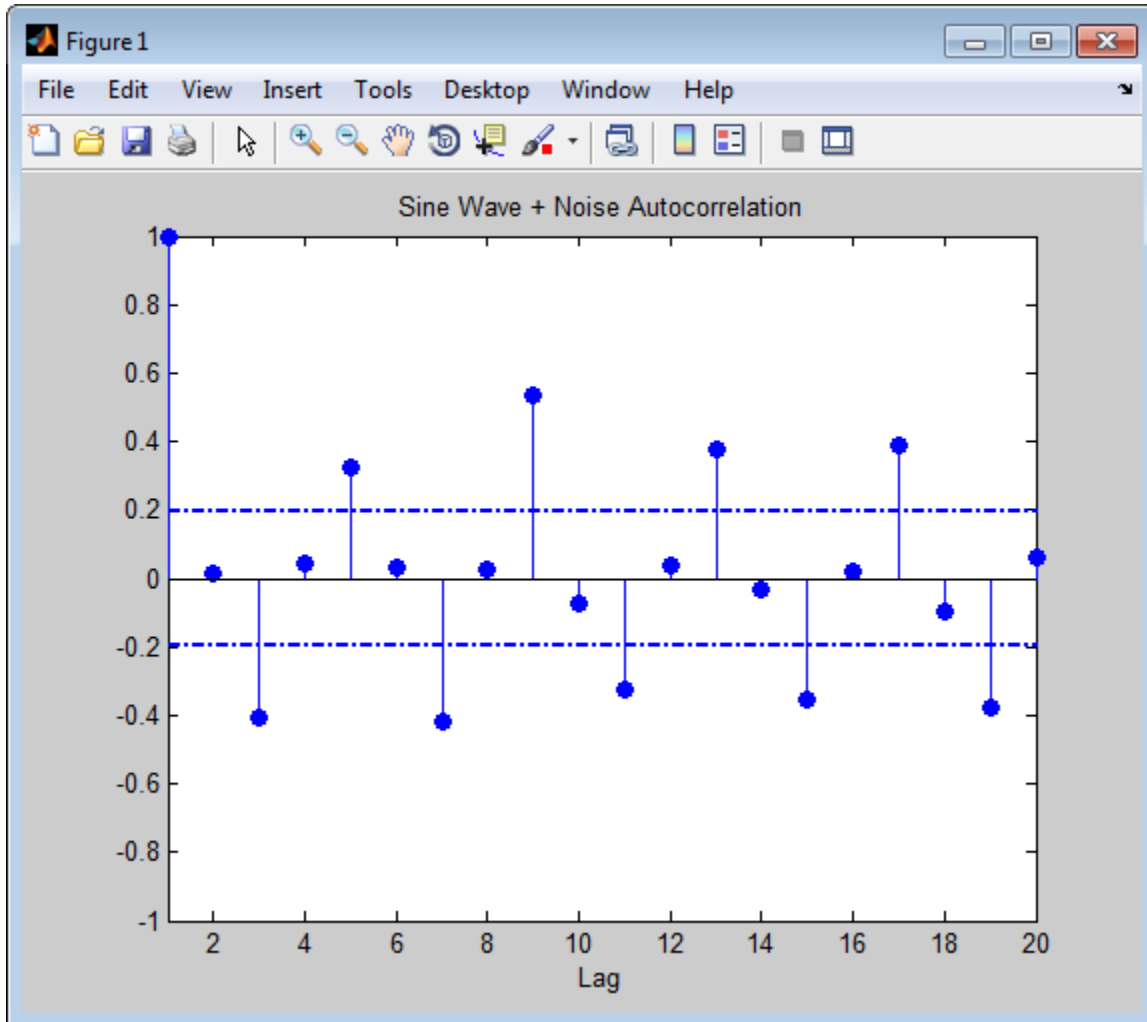 Figure 1
File Edit View Insert Tools Desktop Window Help
Sine Wave + Noise Autocorrelation
1
0.8
0.6
0.4
0.2
0
-0.2
-0.4
-0.6
-0.8
-1
2 4 6 8 10 12 14 16 18 20
Lag